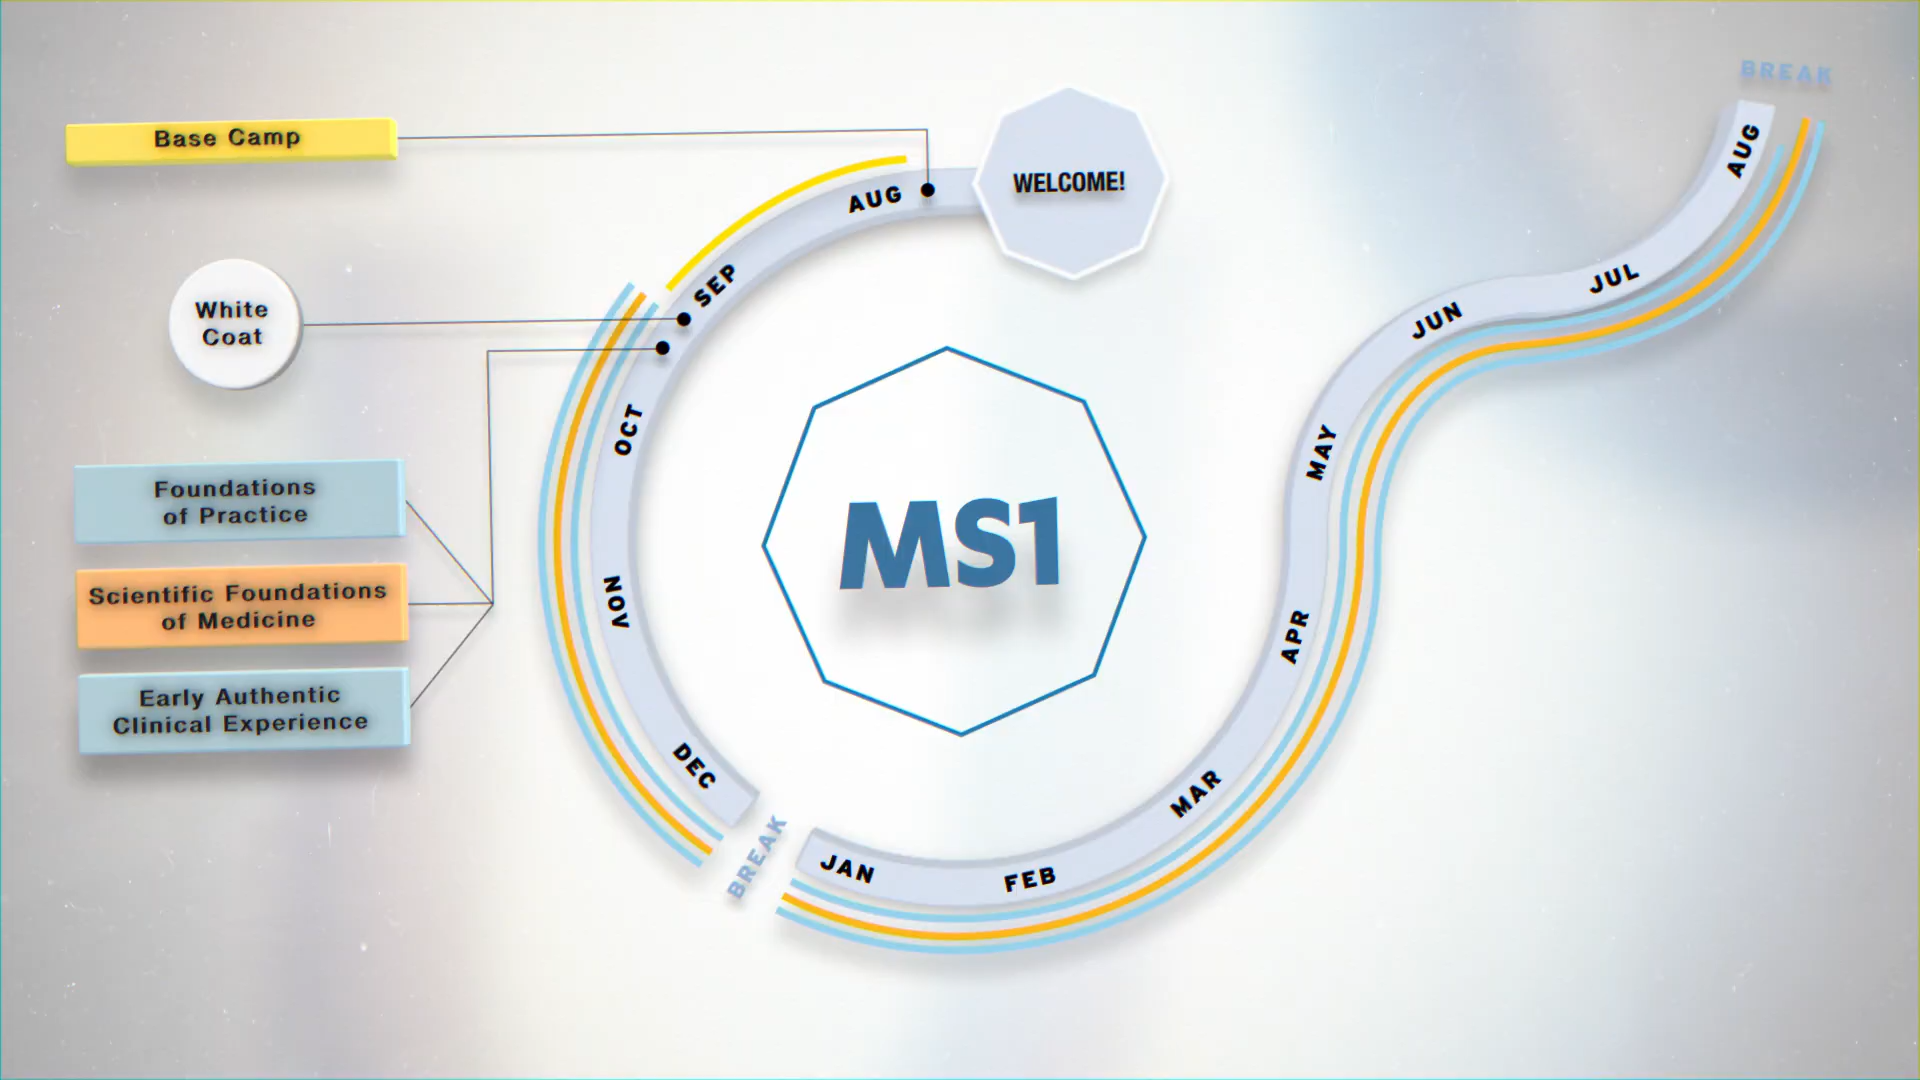 BREAK
Base Camp
WELCOME!
AUG
AUG
SEP
White
Coat
JUL
JUN
OCT
MAY
Foundations
of Practice
MS1
Scientific Foundations
of Medicine
NOV
APR
Early Authentic
Clinical Experience
DEC
MAR
BREAK
JAN
FEB